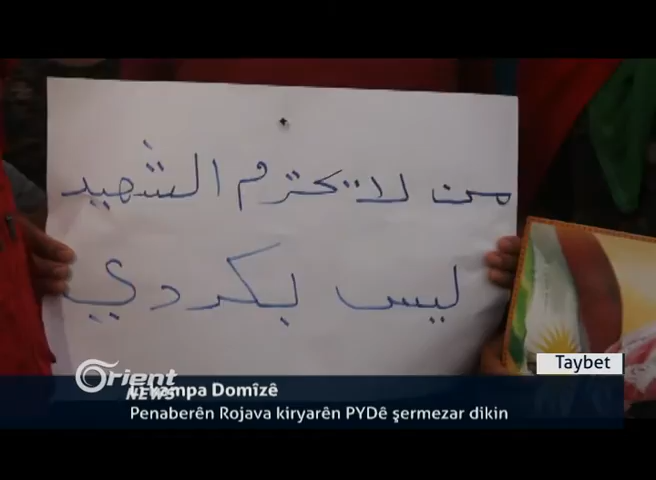 من لا يحترم الشهيد
ليس بكردي
Taybet
Orient
NEWS
kampa Domîzê
Penaberên Rojava kiryarên PYDê şermezar dikin